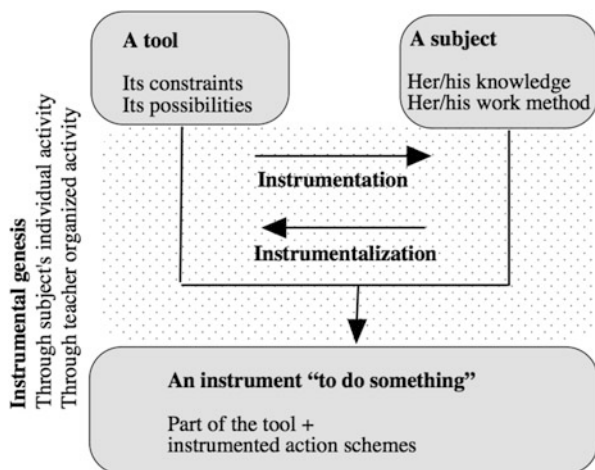 A tool
Its constraints
Its possibilities
A subject
Her/his knowledge
Her/his work method
Instrumentation
Instrumentalization
Instrumental genesis
Through subject's individual activity
Through teacher organized activity
An instrument “to do something”
Part of the tool +
instrumented action schemes